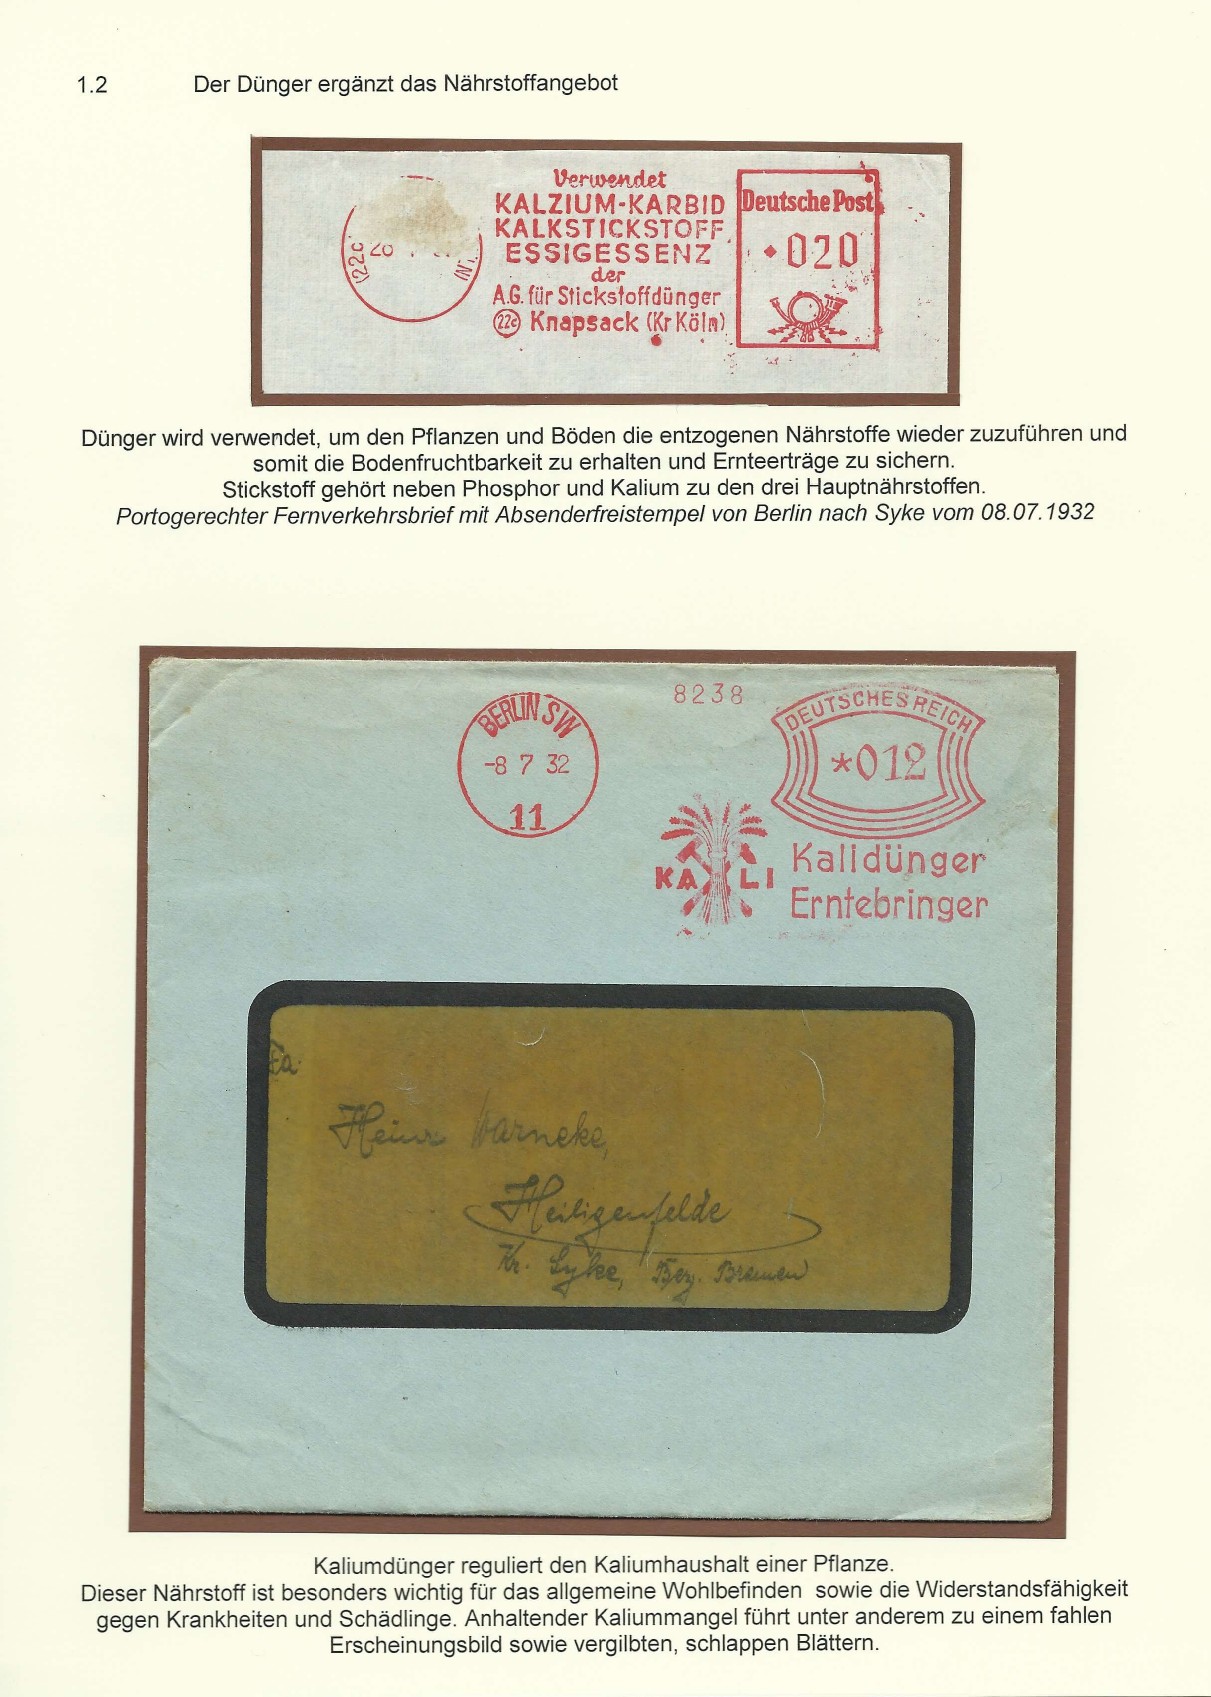 1.2 Der Dünger ergänzt das Nährstoffangebot
Verwendet
KALZIUM-KARBID
KALKSTICKSTOFF
ESSIGESSENZ
der
A.G. für Stickstoffdünger
22c Knapsack (Kr Köln)
(22c
Deutsche Post
020
Dünger wird verwendet, um den Pflanzen und Böden die entzogenen Nährstoffe wieder zuzuführen und
somit die Bodenfruchtbarkeit zu erhalten und Ernteerträge zu sichern.
Stickstoff gehört neben Phosphor und Kalium zu den drei Hauptnährstoffen.
Portogerechter Fernverkehrsbrief mit Absenderfreistempel von Berlin nach Syke vom 08.07.1932
BERLIN SW
-8 7 32
11
8238
DEUTSCHES REICH
*012
KALI
Kalidünger
Erntebringer
Fa.
Heinr Warneke,
Heiligenfelde
Kr. Syke, Bez. Bremen
Kaliumdünger reguliert den Kaliumhaushalt einer Pflanze.
Dieser Nährstoff ist besonders wichtig für das allgemeine Wohlbefinden sowie die Widerstandsfähigkeit
gegen Krankheiten und Schädlinge. Anhaltender Kaliummangel führt unter anderem zu einem fahlen
Erscheinungsbild sowie vergilbten, schlappen Blättern.